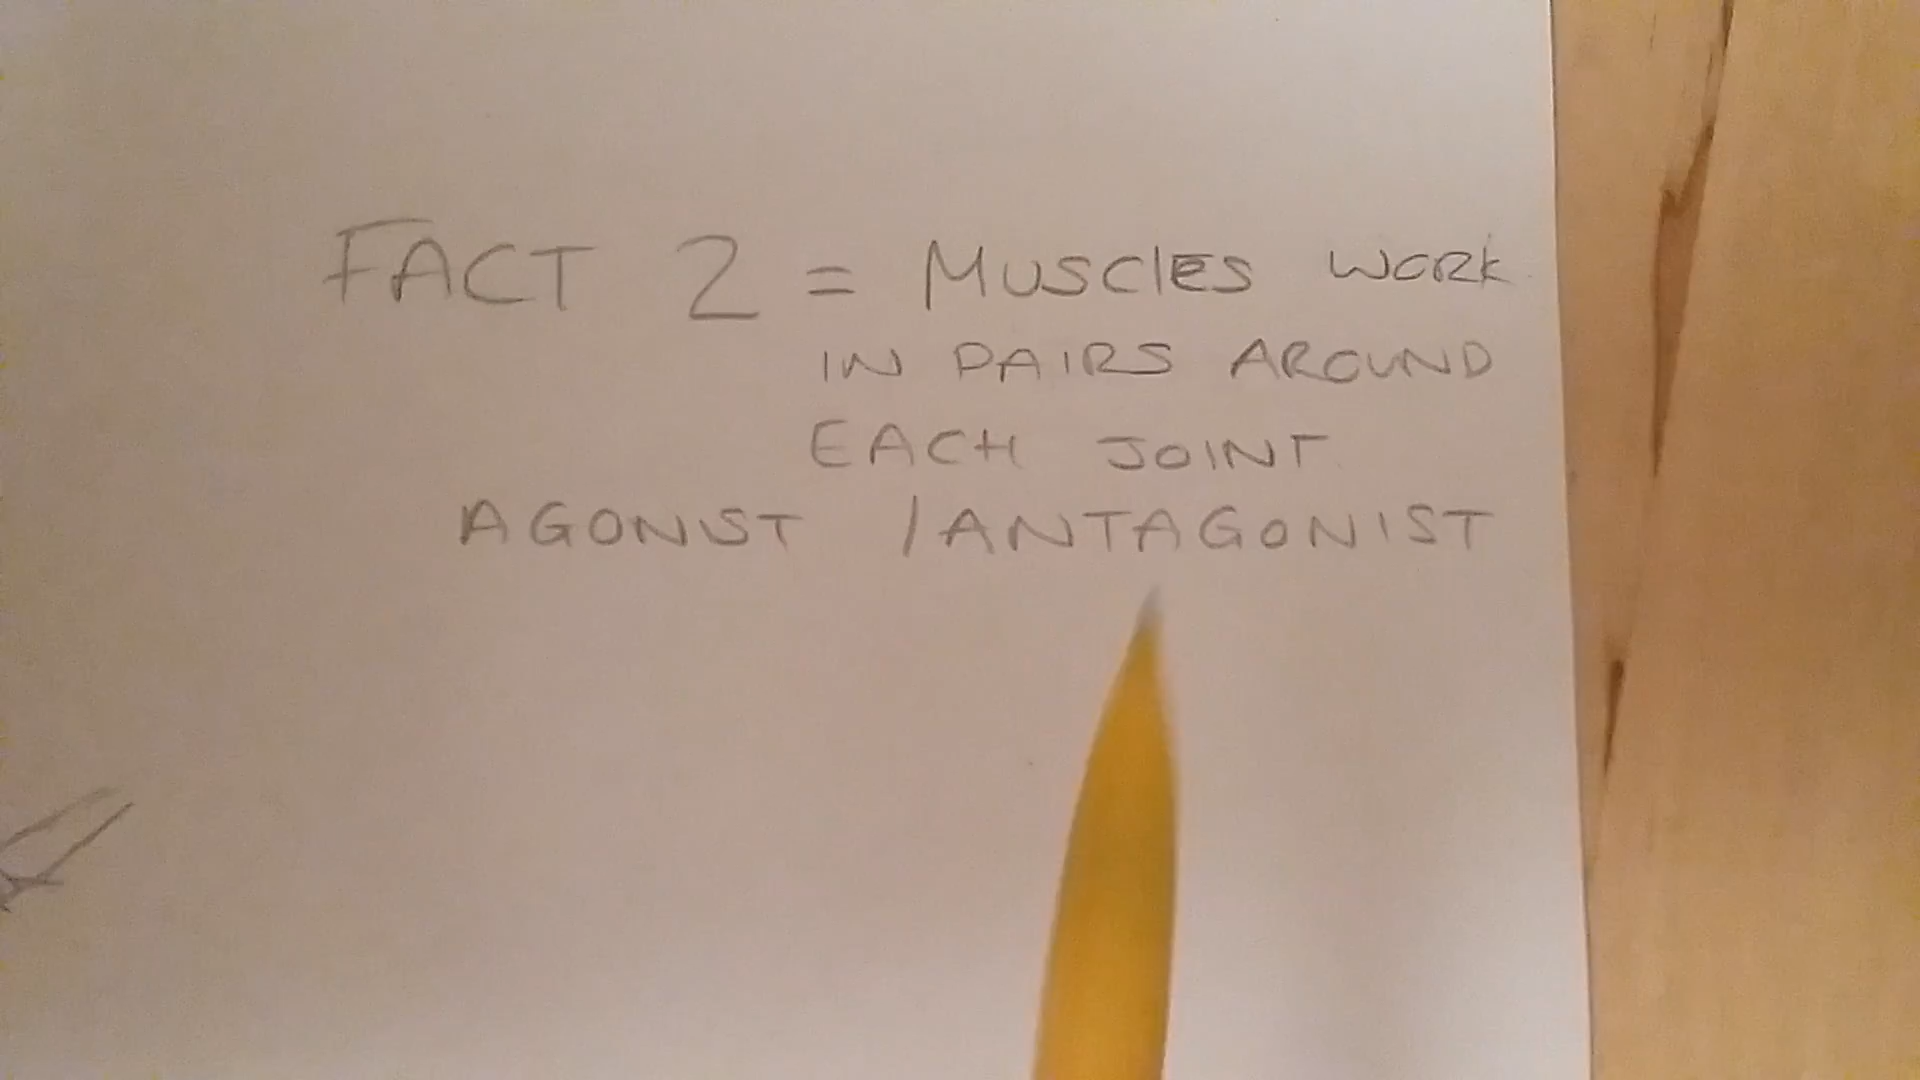 FACT 2 = MUSClES WORK
IN PAIRS AROUND
EACH JOINT
AGONIST / ANTAGONIST